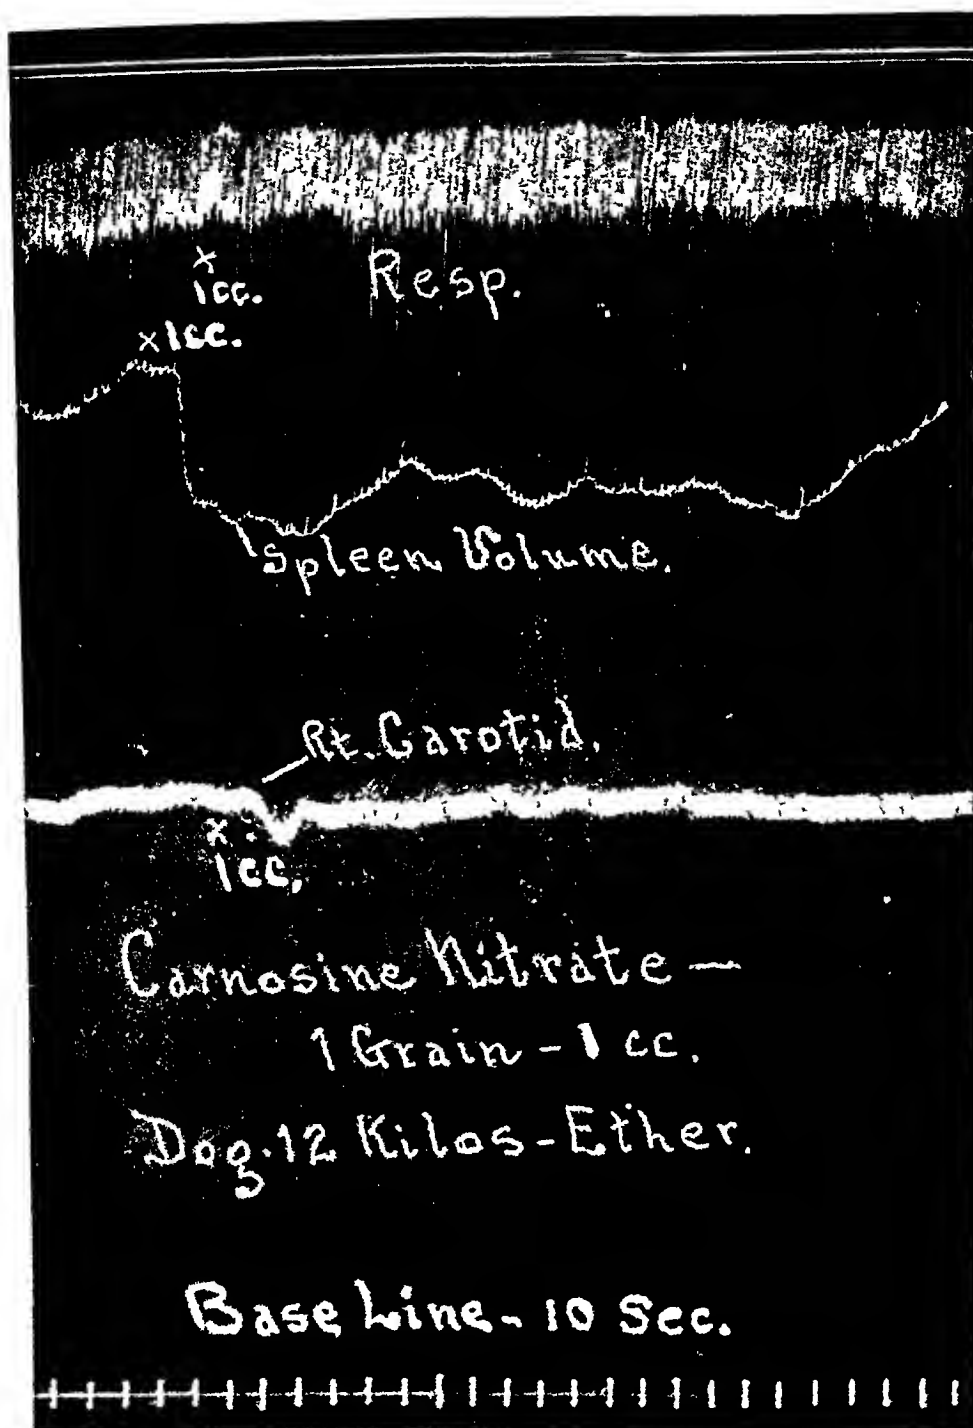 x
1cc.
Resp.
x 1cc.
Spleen Volume.
Rt. Carotid.
x
1cc.
Carnosine Nitrate —
1 Grain - 1 cc.
Dog. 12 Kilos - Ether.
Base Line - 10 Sec.